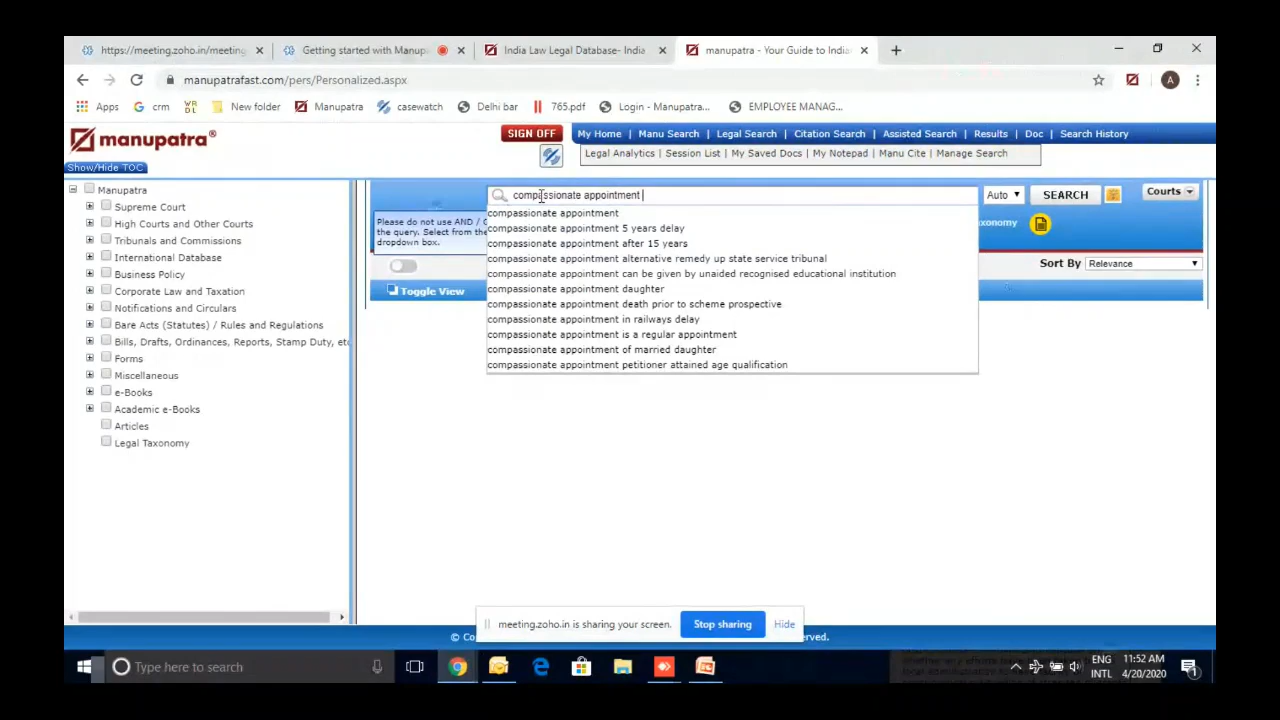 https://meeting.zoho.in/meeting
Getting started with Manup
India Law Legal Database- India
manupatra - Your Guide to India
manupatrafast.com/pers/Personalized.aspx
A
Apps
crm
New folder
Manupatra
casewatch
Delhi bar
765.pdf
Login - Manupatra...
EMPLOYEE MANAG...
manupatra®
SIGN OFF
My Home | Manu Search | Legal Search | Citation Search | Assisted Search | Results | Doc | Search History
Legal Analytics | Session List | My Saved Docs | My Notepad | Manu Cite | Manage Search
Show/Hide TOC
Manupatra
Supreme Court
High Courts and Other Courts
Tribunals and Commissions
International Database
Business Policy
Corporate Law and Taxation
Notifications and Circulars
Bare Acts (Statutes) / Rules and Regulations
Bills, Drafts, Ordinances, Reports, Stamp Duty, etc
Forms
Miscellaneous
e-Books
Academic e-Books
Articles
Legal Taxonomy
compassionate appointment
Auto
SEARCH
Courts
Please do not use AND / O
the query. Select from the
dropdown box.
xonomy
Sort By
Relevance
Toggle View
compassionate appointment
compassionate appointment 5 years delay
compassionate appointment after 15 years
compassionate appointment alternative remedy up state service tribunal
compassionate appointment can be given by unaided recognised educational institution
compassionate appointment daughter
compassionate appointment death prior to scheme prospective
compassionate appointment in railways delay
compassionate appointment is a regular appointment
compassionate appointment of married daughter
compassionate appointment petitioner attained age qualification
meeting.zoho.in is sharing your screen.
Stop sharing
Hide
© Co
erved.
Type here to search
ENG
INTL
11:52 AM
4/20/2020
1